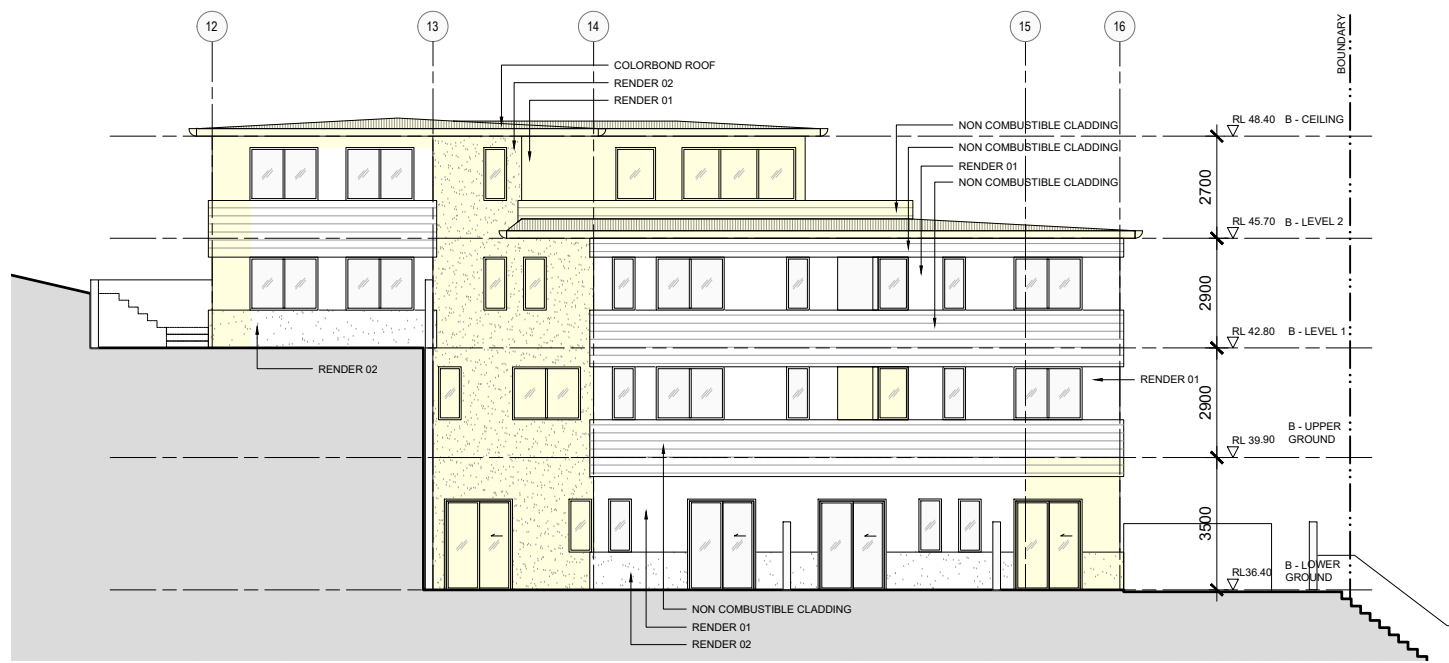 12
13
14
15
16
BOUNDARY
COLORBOND ROOF
RENDER 02
RENDER 01
NON COMBUSTIBLE CLADDING
NON COMBUSTIBLE CLADDING
RENDER 01
NON COMBUSTIBLE CLADDING
RL 48.40 B - CEILING
2700
RL 45.70 B - LEVEL 2
2900
RL 42.80 B - LEVEL 1
RENDER 02
RENDER 01
2900
B - UPPER
RL 39.90 GROUND
3500
B - LOWER
RL36.40 GROUND
NON COMBUSTIBLE CLADDING
RENDER 01
RENDER 02